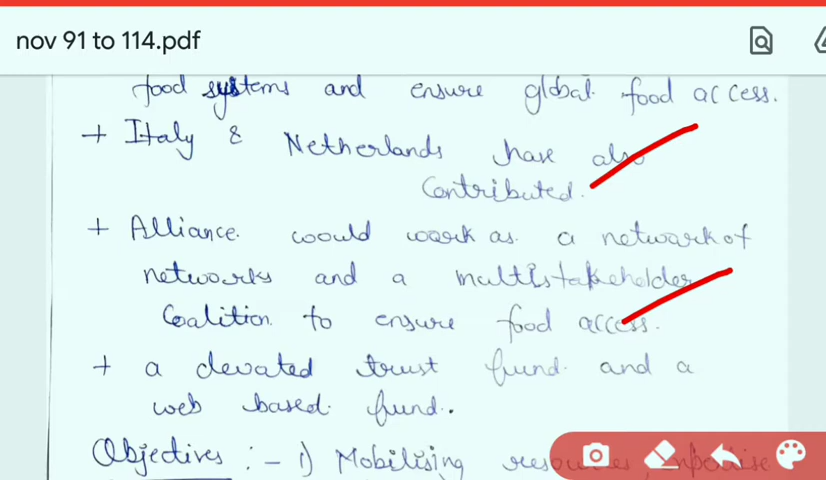 nov 91 to 114.pdf
food systems and ensure global food access.
+ Italy & Netherlands have also
contributed.
+ Alliance would work as a network of
networks and a multistakeholder
Coalition to ensure food access.
+ a devated trust fund and a
web based fund.
Objectives :- 1) Mobilising resources,